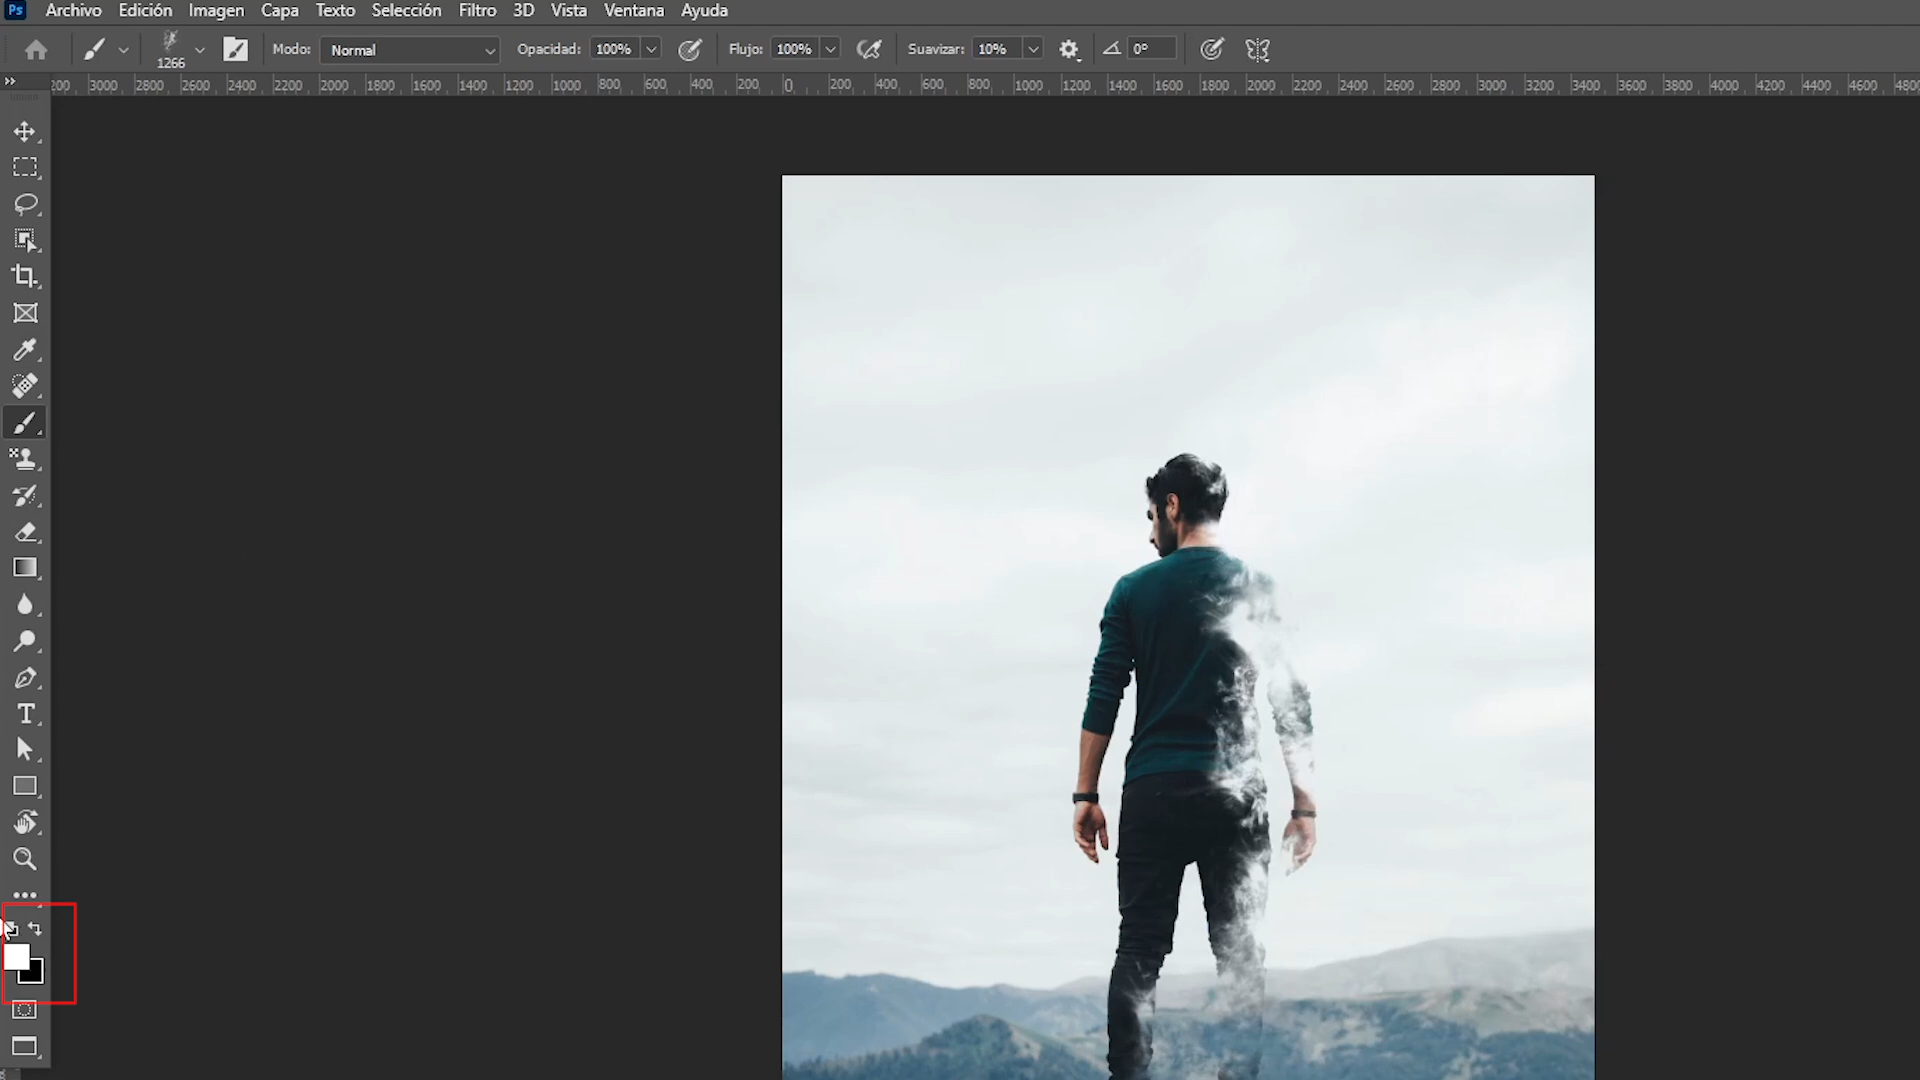 Ps Archivo Edición Imagen Capa Texto Selección Filtro 3D Vista Ventana Ayuda
1266 Modo: Normal Opacidad: 100% Flujo: 100% Suavizar: 10% 0°
200 3000 2800 2600 2400 2200 2000 1800 1600 1400 1200 1000 800 600 400 200 0 200 400 600 800 1000 1200 1400 1600 1800 2000 2200 2400 2600 2800 3000 3200 3400 3600 3800 4000 4200 4400 4600 4800
T